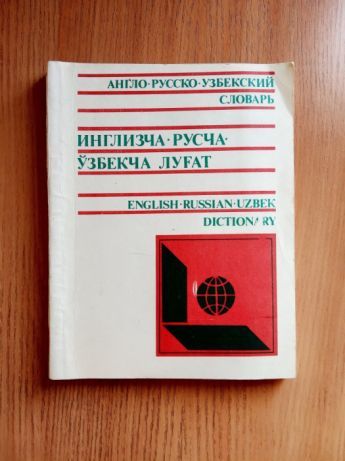 АНГЛО·РУССКО·УЗБЕКСКИЙ
СЛОВАРЬ
ИНГЛИЗЧА·РУСЧА·
ЎЗБЕКЧА ЛУҒАТ
ENGLISH·RUSSIAN·UZBEK
DICTIONARY